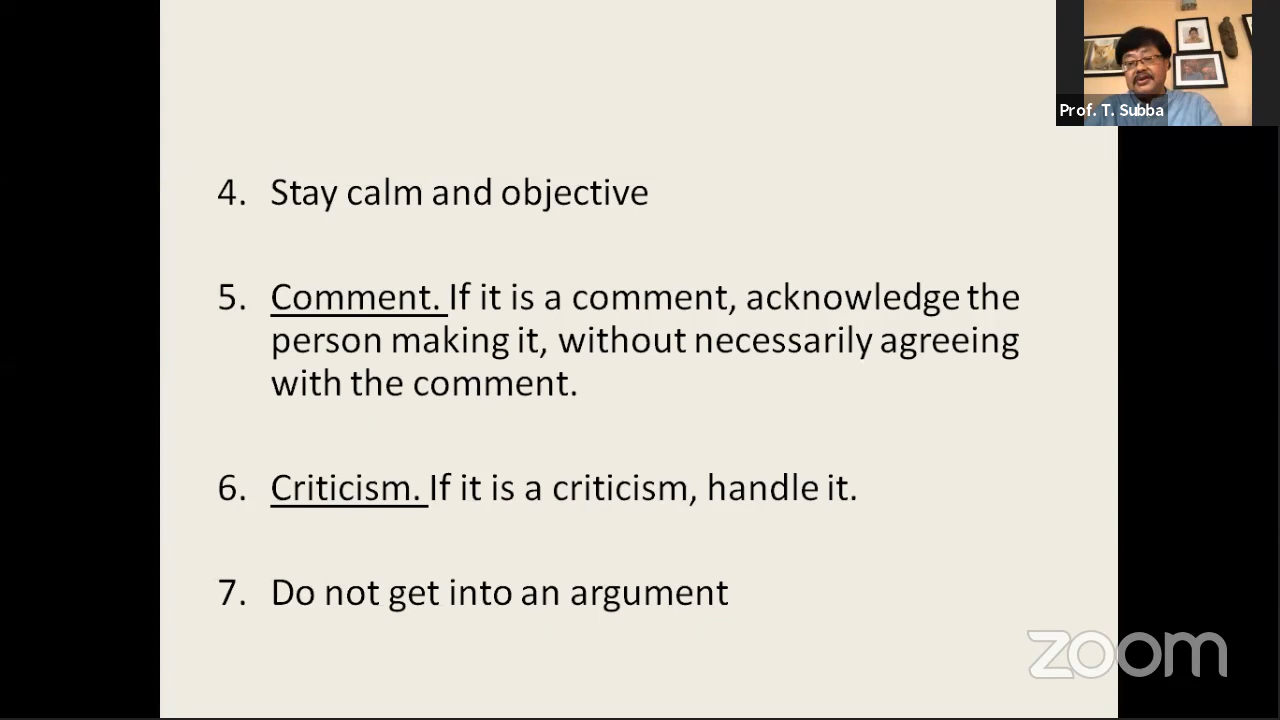 Prof. T. Subba
4. Stay calm and objective
5. Comment. If it is a comment, acknowledge the
person making it, without necessarily agreeing
with the comment.
6. Criticism. If it is a criticism, handle it.
7. Do not get into an argument
zoom